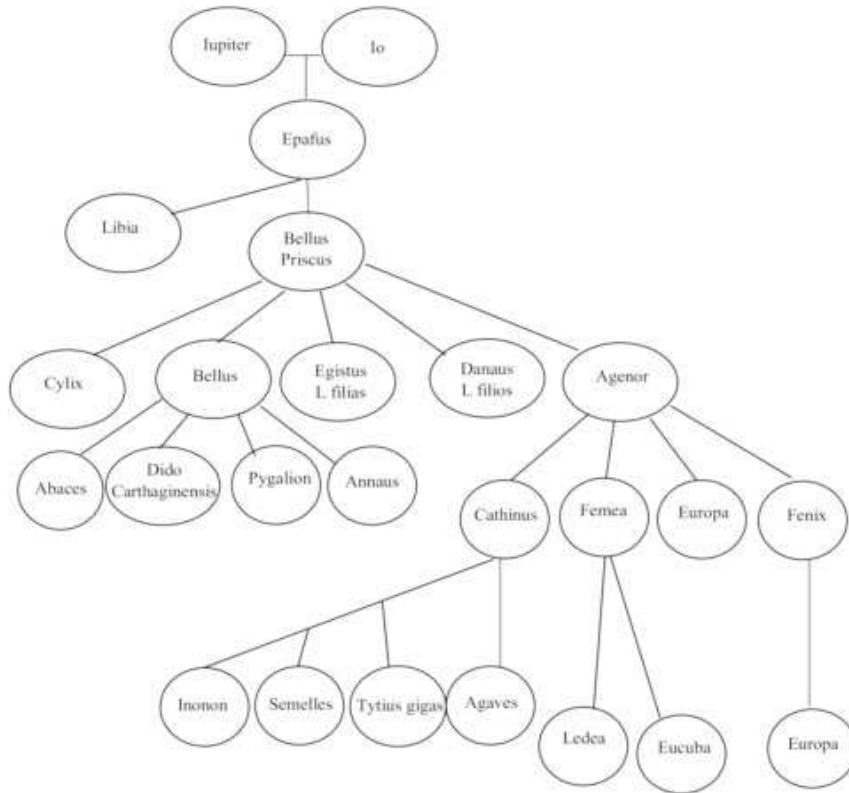 Iupiter
Io
Epafus
Libia
Bellus
Priscus
Cylix
Bellus
Egistus
L filias
Danaus
L filios
Agenor
Abaces
Dido
Carthaginensis
Pygalion
Annaus
Cathinus
Femea
Europa
Fenix
Inonon
Semelles
Tytius gigas
Agaves
Ledea
Eucuba
Europa